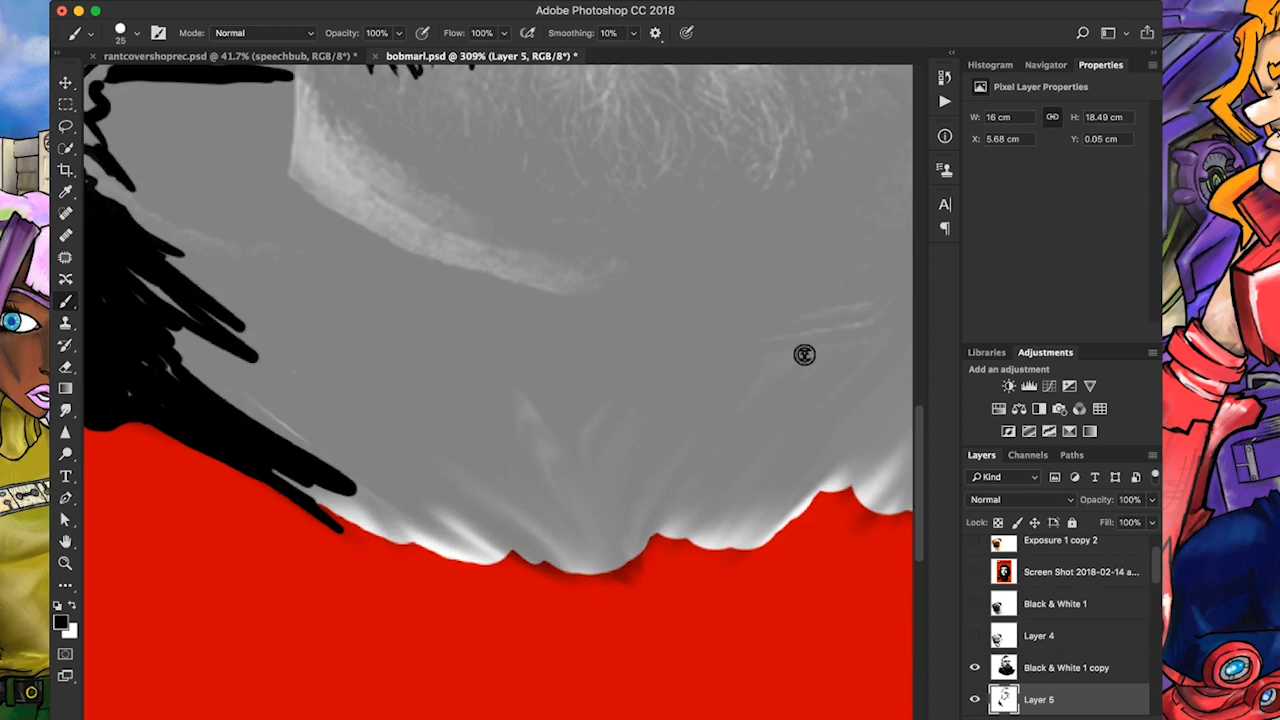 Adobe Photoshop CC 2018
25 Mode: Normal Opacity: 100% Flow: 100% Smoothing: 10%
rantcovershoprec.psd @ 41.7% (speechbub, RGB/8*) * bobmarl.psd @ 309% (Layer 5, RGB/8*) *
Histogram Navigator Properties
Pixel Layer Properties
W: 16 cm H: 18.49 cm
X: 5.68 cm Y: 0.05 cm
Libraries Adjustments
Add an adjustment
Layers Channels Paths
Kind
Normal Opacity: 100%
Lock: Fill: 100%
Exposure 1 copy 2
Screen Shot 2018-02-14 a...
Black & White 1
Layer 4
Black & White 1 copy
Layer 5